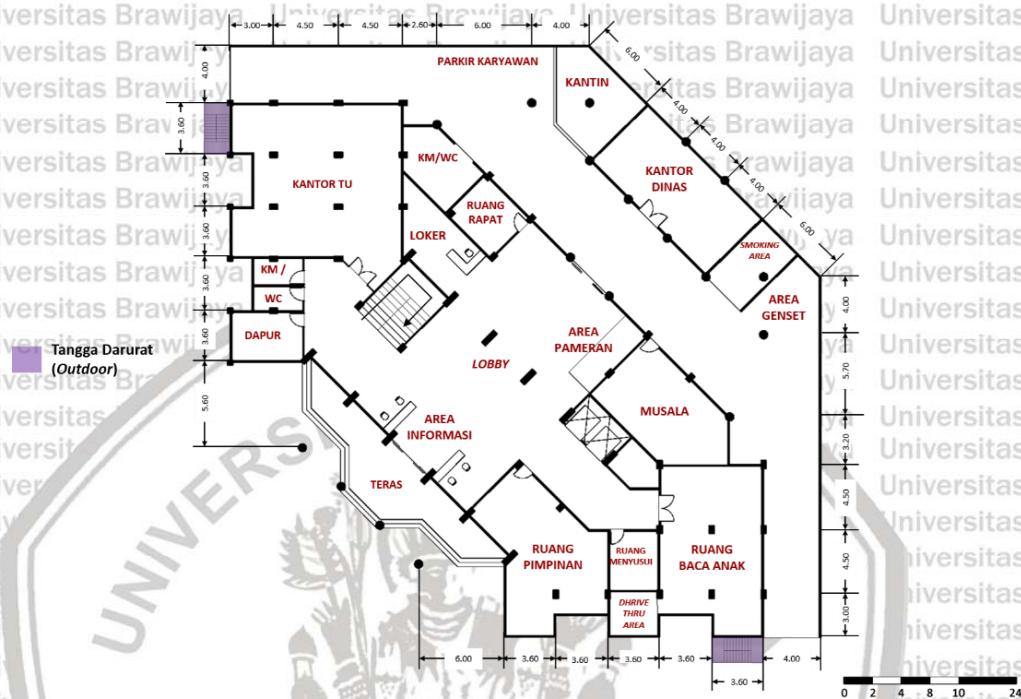 Universitas Brawijaya
3.00
4.50
4.50
2.60
6.00
4.00
4.00
PARKIR KARYAWAN
KANTIN
6.00
4.00
4.00
4.00
6.00
3.60
3.60
3.60
3.60
3.60
5.60
KM/WC
KANTOR TU
RUANG
RAPAT
KANTOR
DINAS
LOKER
SMOKING
AREA
KM /
WC
DAPUR
AREA
GENSET
4.00
5.70
3.20
4.50
4.50
3.00
Tangga Darurat
(Outdoor)
AREA
PAMERAN
LOBBY
MUSALA
AREA
INFORMASI
TERAS
RUANG
PIMPINAN
RUANG
MENYUSUI
RUANG
BACA ANAK
DHRIVE
THRU
AREA
6.00
3.60
3.60
3.60
3.60
4.00
3.60
0 2 4 8 10
UNIVERSITAS